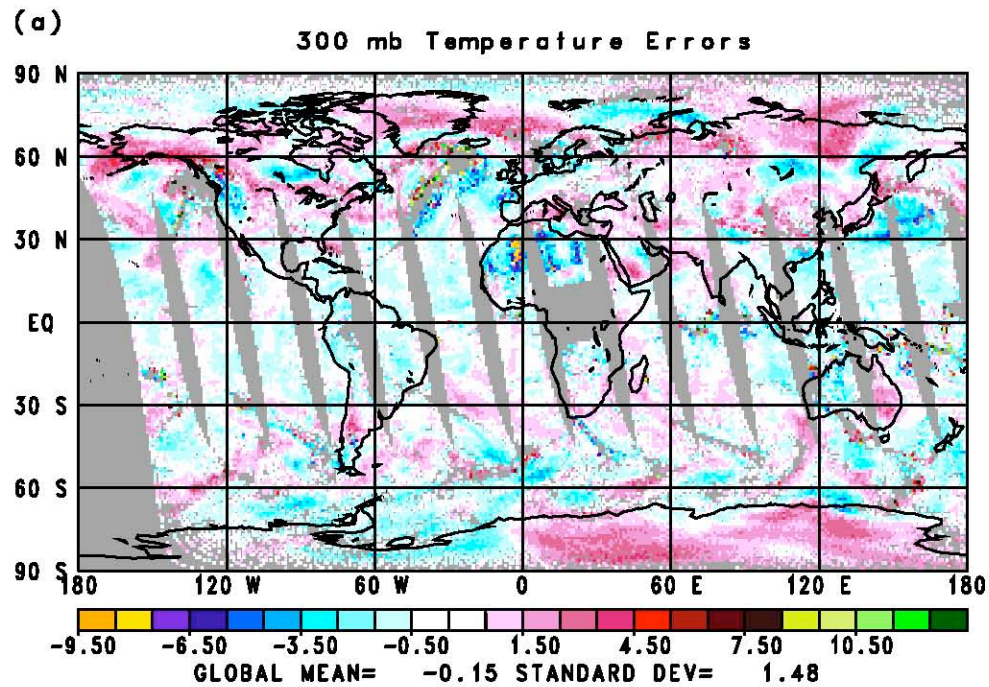 (a)
300 mb Temperature Errors
90 N
60 N
30 N
EQ
30 S
60 S
90 S
180 120 W 60 W 0 60 E 120 E 180
-9.50 -6.50 -3.50 -0.50 1.50 4.50 7.50 10.50
GLOBAL MEAN= -0.15 STANDARD DEV= 1.48